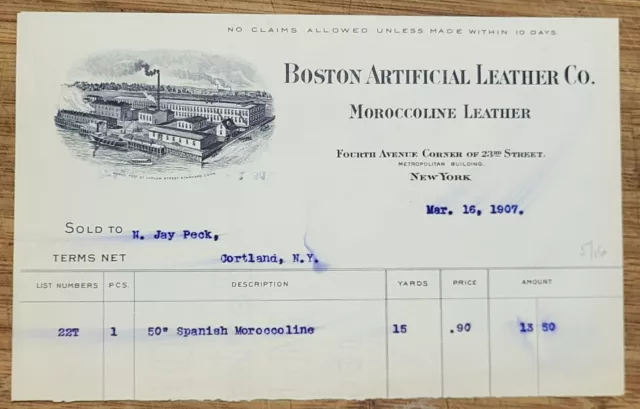 NO CLAIMS ALLOWED UNLESS MADE WITHIN 10 DAYS
BOSTON ARTIFICIAL LEATHER CO.
MOROCCOLINE LEATHER
FOURTH AVENUE CORNER OF 23RD STREET.
METROPOLITAN BUILDING.
NEW YORK
Mar. 16, 1907.
SOLD TO N. Jay Peck,
TERMS NET Cortland, N.Y.
LIST NUMBERS PCS. DESCRIPTION YARDS PRICE AMOUNT
22T 1 50" Spanish Moroccoline 15 .90 13 50